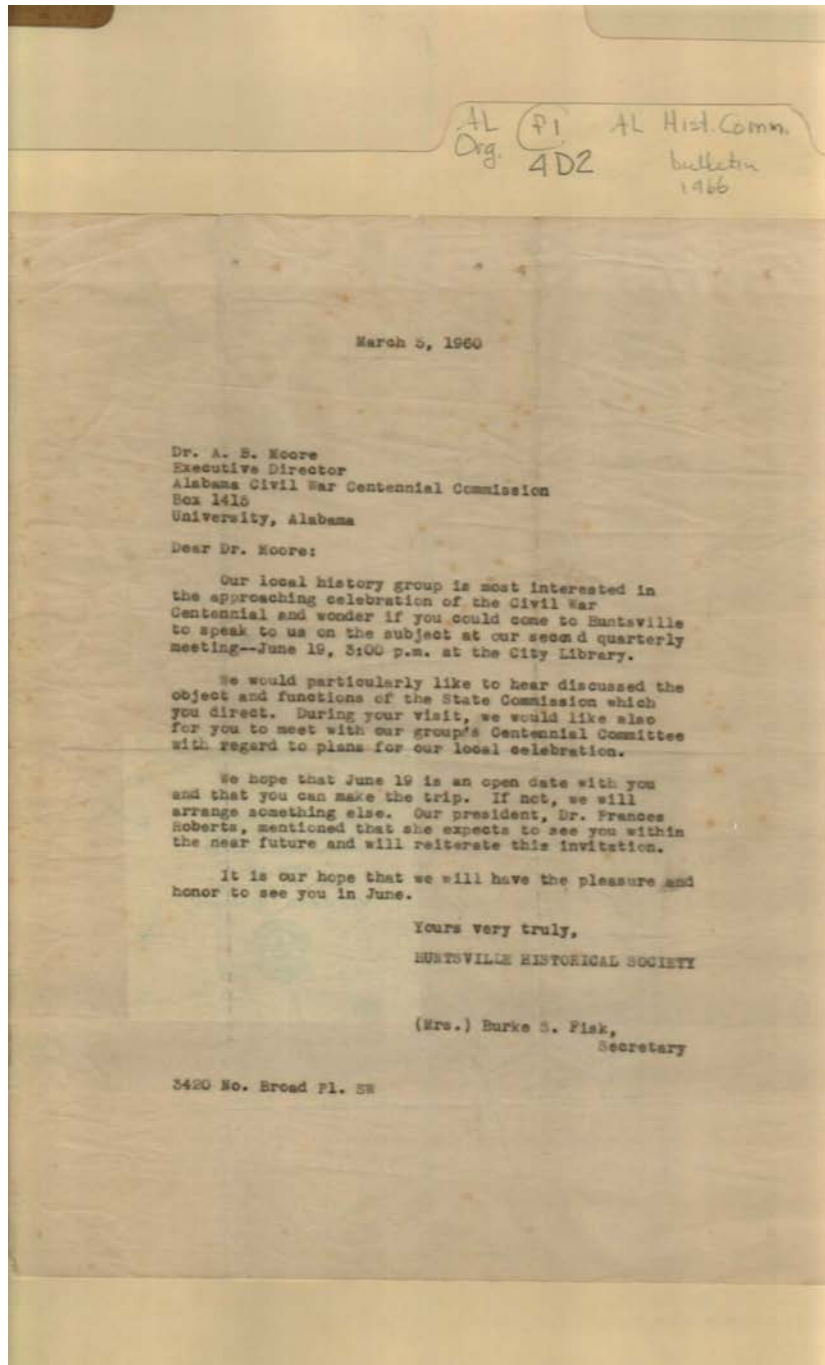 AL P1 AL Hist. Comm.
Org. 4D2 bulletin
1966
March 5, 1960
Dr. A. B. Moore
Executive Director
Alabama Civil War Centennial Commission
Box 1415
University, Alabama
Dear Dr. Moore:
Our local history group is most interested in
the approaching celebration of the Civil War
Centennial and wonder if you could come to Huntsville
to speak to us on the subject at our second quarterly
meeting--June 19, 3:00 p.m. at the City Library.
We would particularly like to hear discussed the
object and functions of the State Commission which
you direct. During your visit, we would like also
for you to meet with our group's Centennial Committee
with regard to plans for our local celebration.
We hope that June 19 is an open date with you
and that you can make the trip. If not, we will
arrange something else. Our president, Dr. Frances
Roberts, mentioned that she expects to see you within
the near future and will reiterate this invitation.
It is our hope that we will have the pleasure and
honor to see you in June.
Yours very truly,
HUNTSVILLE HISTORICAL SOCIETY
(Mrs.) Burke S. Fisk,
Secretary
3420 No. Broad Pl. SW